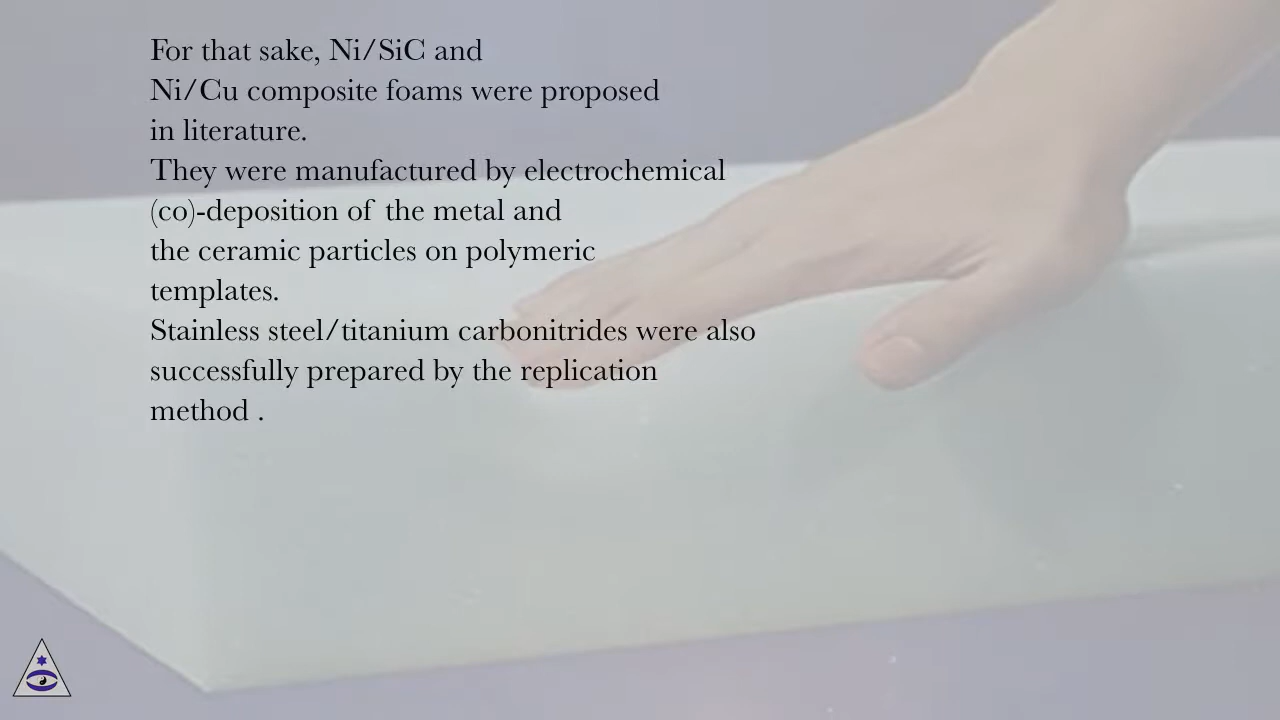 For that sake, Ni/SiC and
Ni/Cu composite foams were proposed
in literature.
They were manufactured by electrochemical
(co)-deposition of the metal and
the ceramic particles on polymeric
templates.
Stainless steel/titanium carbonitrides were also
successfully prepared by the replication
method .